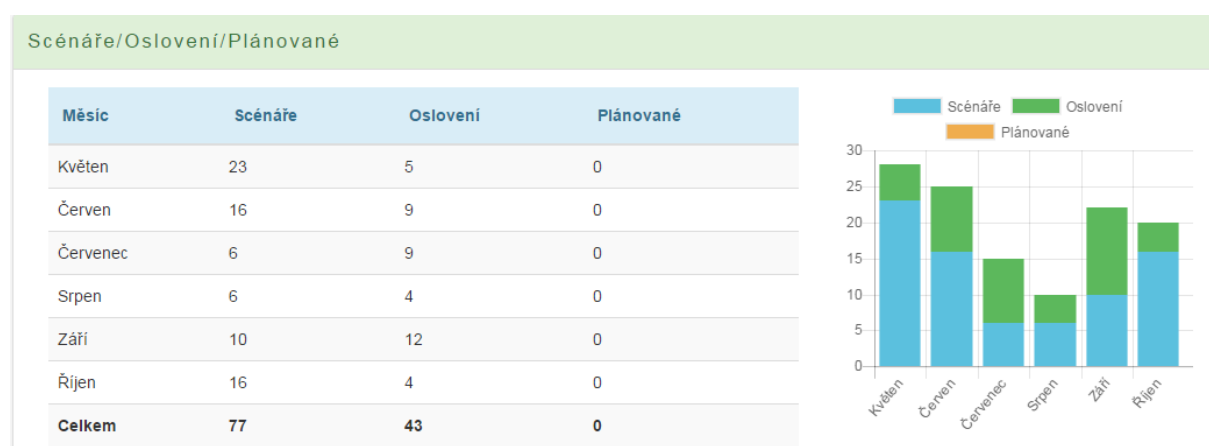 Scénáře/Oslovení/Plánované
Měsíc Scénáře Oslovení Plánované
Květen 23 5 0
Červen 16 9 0
Červenec 6 9 0
Srpen 6 4 0
Září 10 12 0
Říjen 16 4 0
Celkem 77 43 0
Scénáře Oslovení
Plánované
30
25
20
15
10
5
0
Květen Červen Červenec Srpen Září Říjen